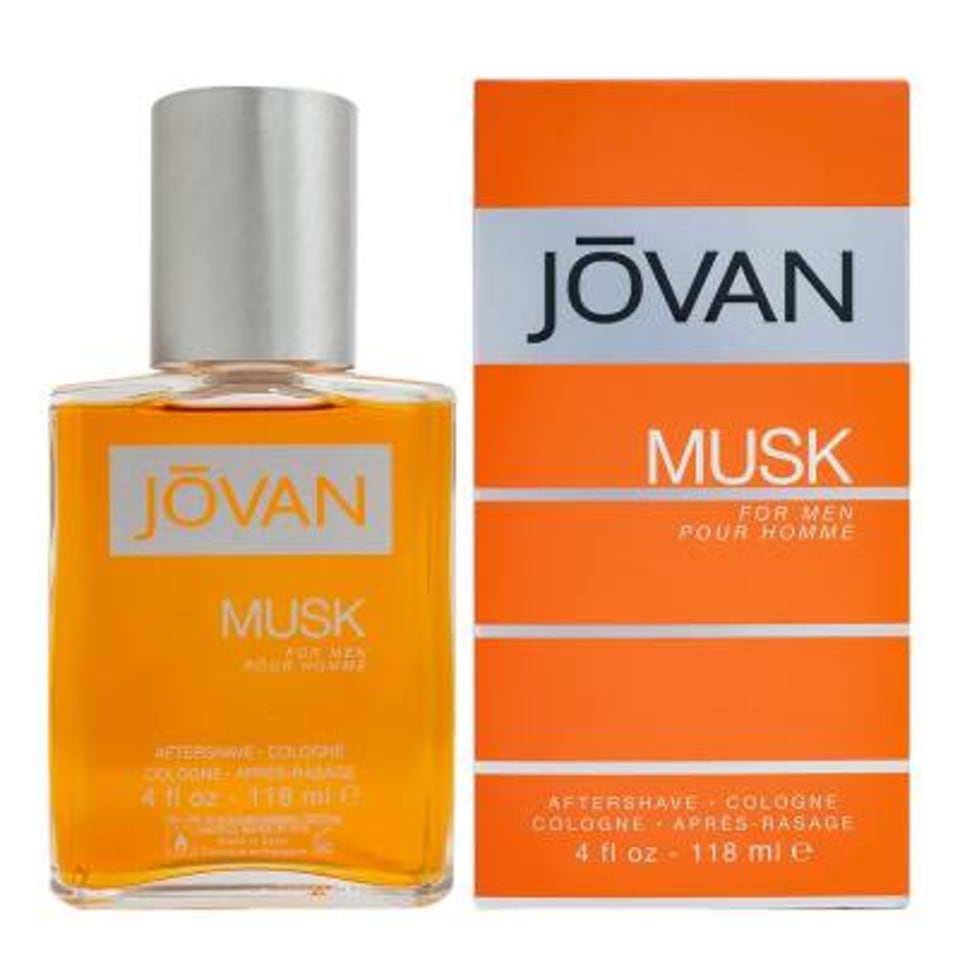 JŌVAN
MUSK
FOR MEN
POUR HOMME
AFTERSHAVE · COLOGNE
COLOGNE · APRÈS-RASAGE
4 fl oz - 118 ml ℮
JŌVAN
MUSK
FOR MEN
POUR HOMME
AFTERSHAVE · COLOGNE
COLOGNE · APRÈS-RASAGE
4 fl oz - 118 ml ℮